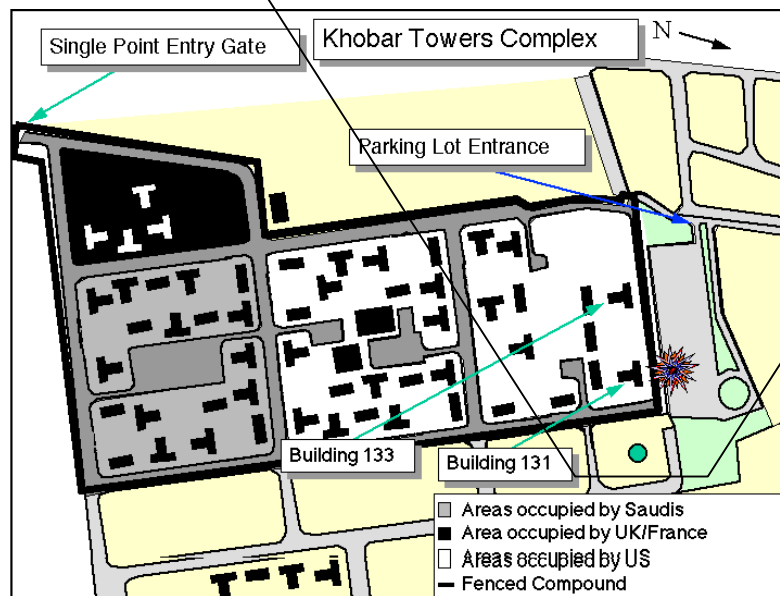 Single Point Entry Gate
Khobar Towers Complex
N
Parking Lot Entrance
Building 133
Building 131
Areas occupied by Saudis
Area occupied by UK/France
Areas occupied by US
Fenced Compound